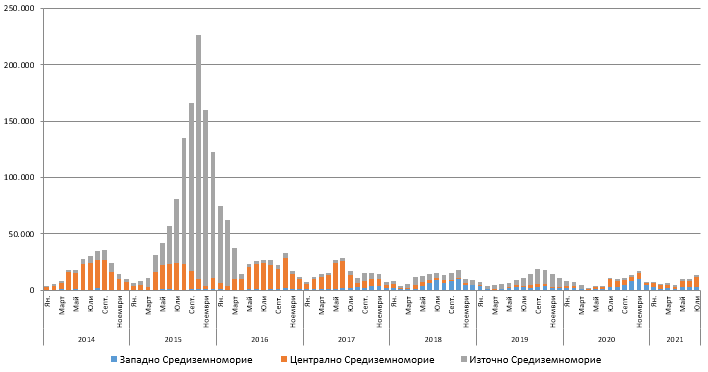 250.000
200.000
150.000
100.000
50.000
0
Ян. Март Май Юли Септ. Ноември Ян. Март Май Юли Септ. Ноември Ян. Март Май Юли Септ. Ноември Ян. Март Май Юли Септ. Ноември Ян. Март Май Юли Септ. Ноември Ян. Март Май Юли Септ. Ноември Ян. Март Май Юли Септ. Ноември Ян. Март Май Юли
2014 2015 2016 2017 2018 2019 2020 2021
Западно Средиземноморие Централно Средиземноморие Източно Средиземноморие